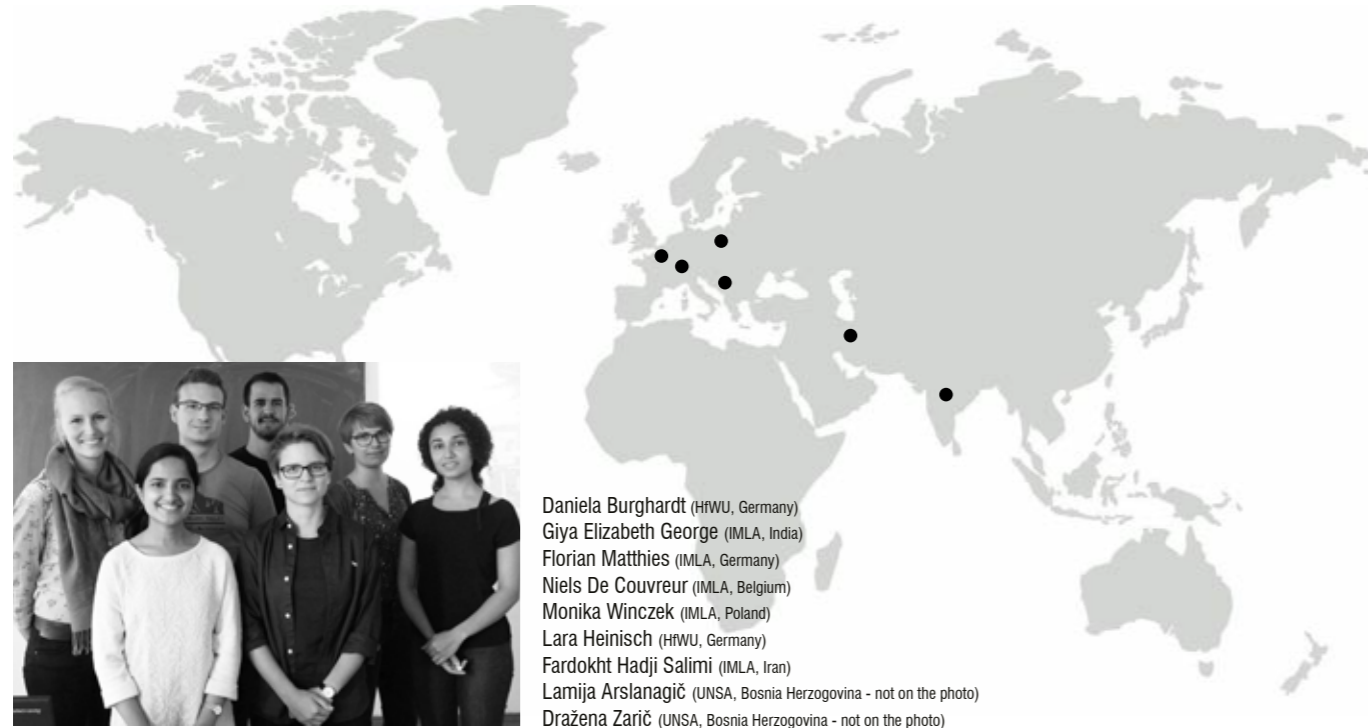 Daniela Burghardt (HfWU, Germany)
Giya Elizabeth George (IMLA, India)
Florian Matthies (IMLA, Germany)
Niels De Couvreur (IMLA, Belgium)
Monika Winczek (IMLA, Poland)
Lara Heinisch (HfWU, Germany)
Fardokht Hadji Salimi (IMLA, Iran)
Lamija Arslanagič (UNSA, Bosnia Herzogovina - not on the photo)
Dražena Zarič (UNSA, Bosnia Herzogovina - not on the photo)